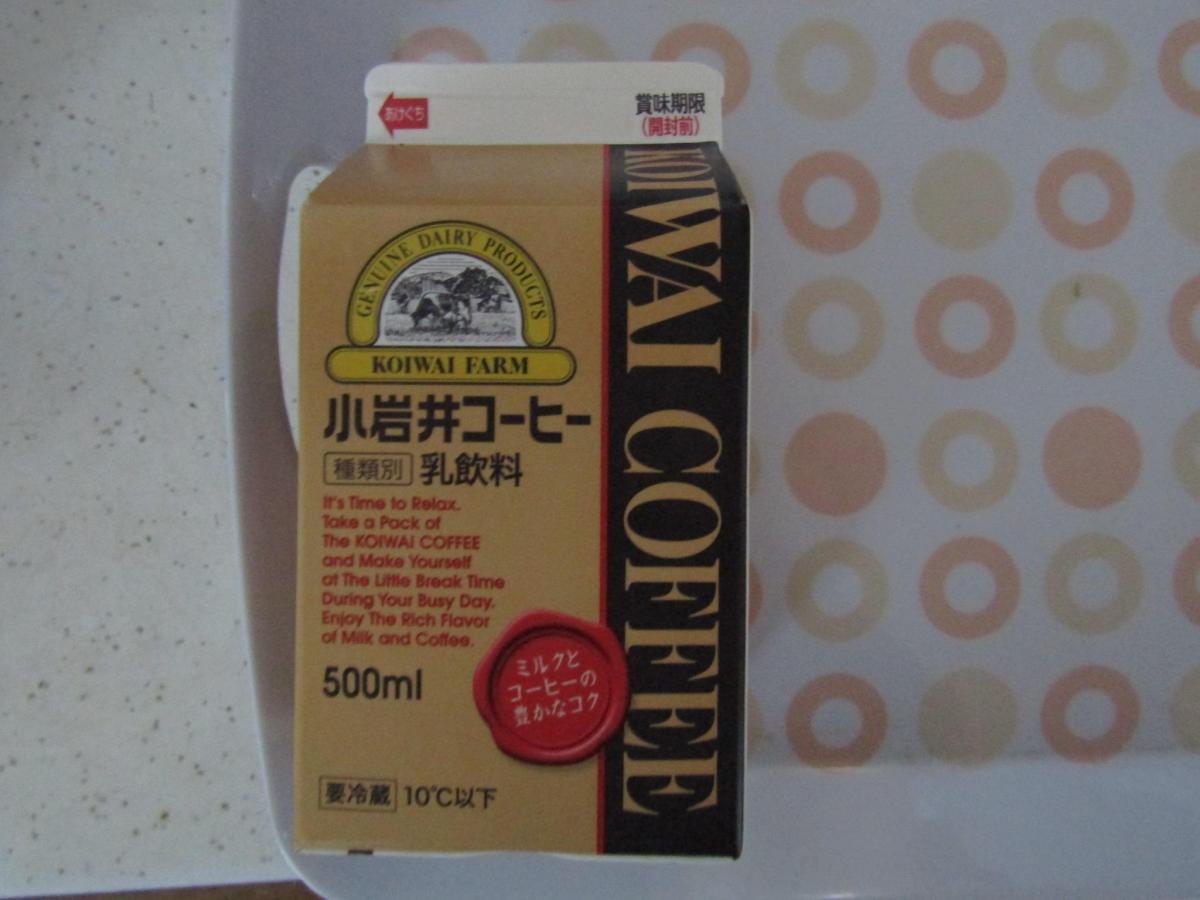 あけぐち
賞味期限
(開封前)
GENUINE DAIRY PRODUCTS
KOIWAI FARM
小岩井コーヒー
種類別 乳飲料
It's Time to Relax.
Take a Pack of
The KOIWAI COFFEE
and Make Yourself
at The Little Break Time
During Your Busy Day.
Enjoy The Rich Flavor
of Milk and Coffee.
500ml
ミルクと
コーヒーの
豊かなコク
要冷蔵 10℃以下
KOIWAI COFFEE